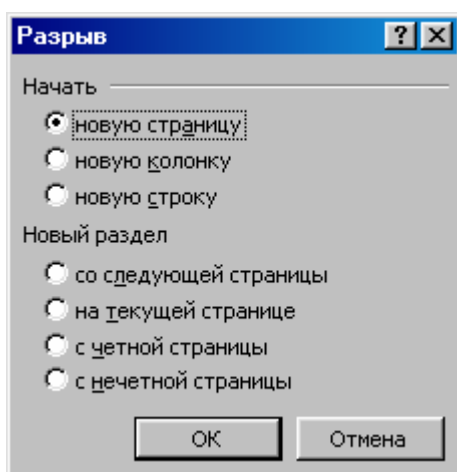 Разрыв
Начать
новую страницу
новую колонку
новую строку
Новый раздел
со следующей страницы
на текущей странице
с четной страницы
с нечетной страницы
ОК Отмена